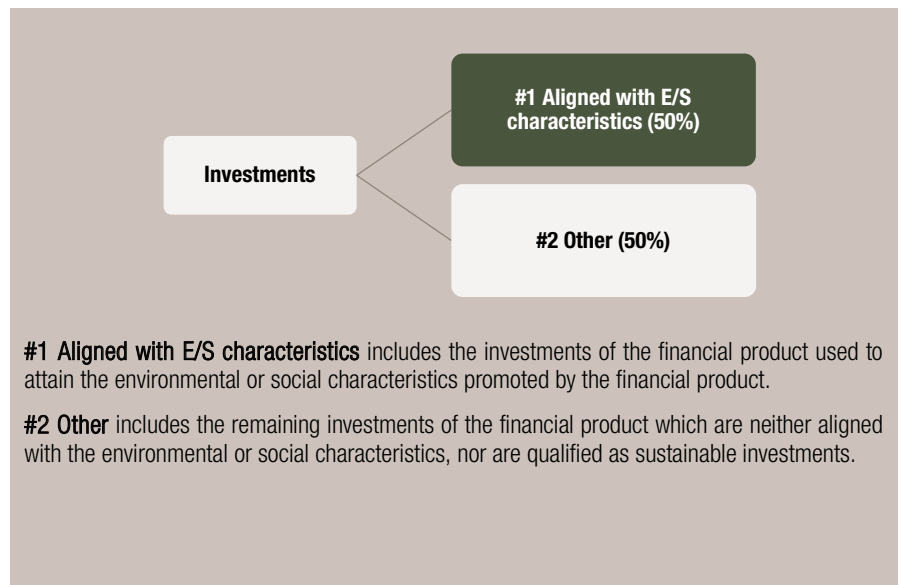 #1 Aligned with E/S
characteristics (50%)
Investments
#2 Other (50%)
#1 Aligned with E/S characteristics includes the investments of the financial product used to
attain the environmental or social characteristics promoted by the financial product.
#2 Other includes the remaining investments of the financial product which are neither aligned
with the environmental or social characteristics, nor are qualified as sustainable investments.